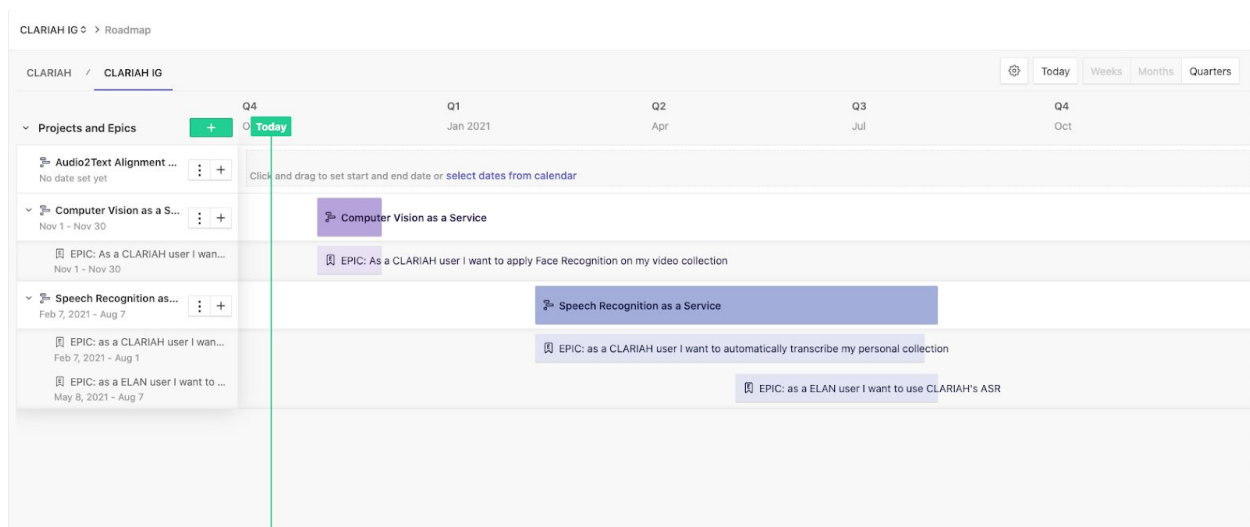 CLARIAH IG > Roadmap
CLARIAH / CLARIAH IG
Today Weeks Months Quarters
Q4 Q1 Q2 Q3 Q4
Projects and Epics + Today Jan 2021 Apr Jul Oct
Audio2Text Alignment ...
No date set yet
Click and drag to set start and end date or select dates from calendar
Computer Vision as a S...
Nov 1 - Nov 30
Computer Vision as a Service
EPIC: As a CLARIAH user I wan...
Nov 1 - Nov 30
EPIC: As a CLARIAH user I want to apply Face Recognition on my video collection
Speech Recognition as...
Feb 7, 2021 - Aug 7
Speech Recognition as a Service
EPIC: as a CLARIAH user I wan...
Feb 7, 2021 - Aug 1
EPIC: as a CLARIAH user I want to automatically transcribe my personal collection
EPIC: as a ELAN user I want to ...
May 8, 2021 - Aug 7
EPIC: as a ELAN user I want to use CLARIAH's ASR